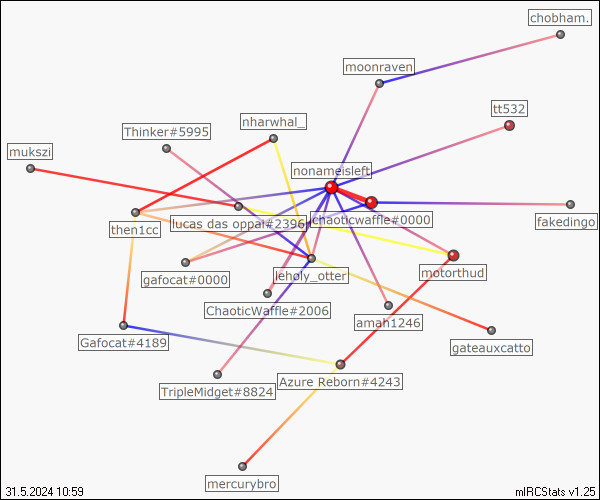 chobham.
moonraven
tt532
nharwhal_
Thinker#5995
mukszi
nonameisleft
lucas das oppai#2396
chaoticwaffle#0000
then1cc
fakedingo
gafocat#0000
ieholy_otter
motorthud
ChaoticWaffle#2006
amah1246
Gafocat#4189
gateauxcatto
TripleMidget#8824
Azure Reborn#4243
mercurybro
31.5.2024 10:59
mIRCStats v1.25